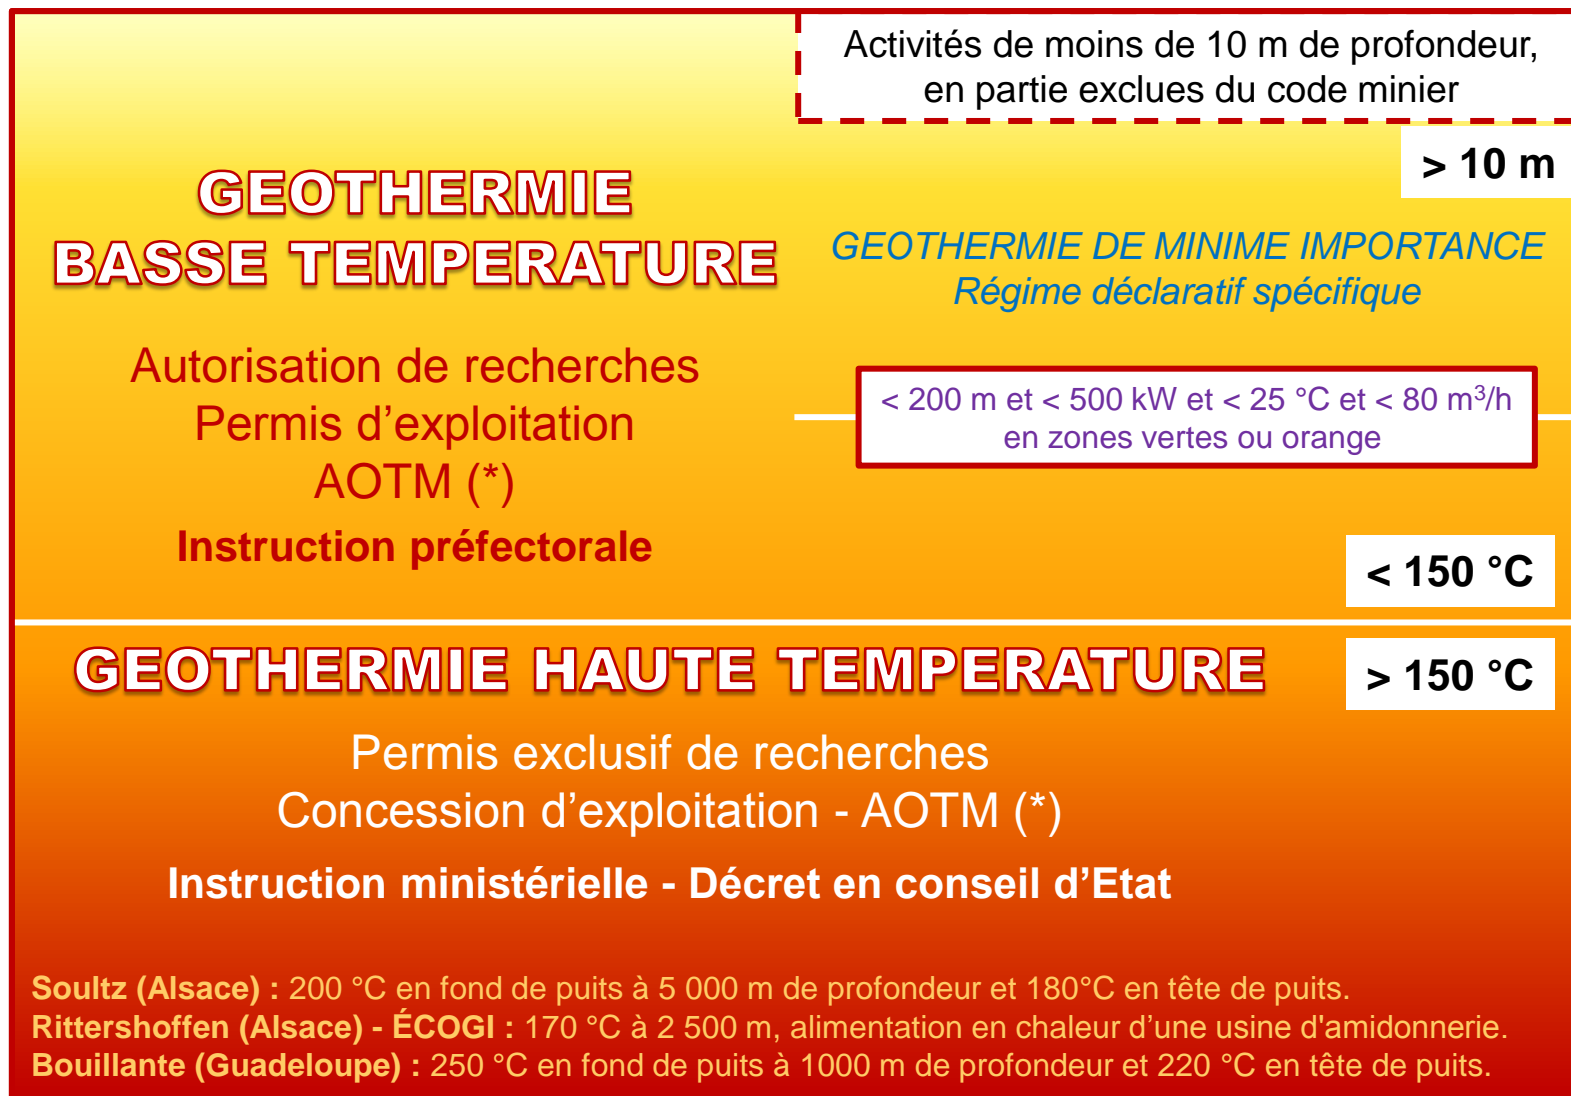 Activités de moins de 10 m de profondeur,
en partie exclues du code minier
> 10 m
GEOTHERMIE
BASSE TEMPERATURE
GEOTHERMIE DE MINIME IMPORTANCE
Régime déclaratif spécifique
Autorisation de recherches
Permis d’exploitation
AOTM (*)
Instruction préfectorale
< 200 m et < 500 kW et < 25 °C et < 80 m³/h
en zones vertes ou orange
< 150 °C
GEOTHERMIE HAUTE TEMPERATURE
> 150 °C
Permis exclusif de recherches
Concession d’exploitation - AOTM (*)
Instruction ministérielle - Décret en conseil d’Etat
Soultz (Alsace) : 200 °C en fond de puits à 5 000 m de profondeur et 180°C en tête de puits.
Rittershoffen (Alsace) - ÉCOGI : 170 °C à 2 500 m, alimentation en chaleur d’une usine d'amidonnerie.
Bouillante (Guadeloupe) : 250 °C en fond de puits à 1000 m de profondeur et 220 °C en tête de puits.